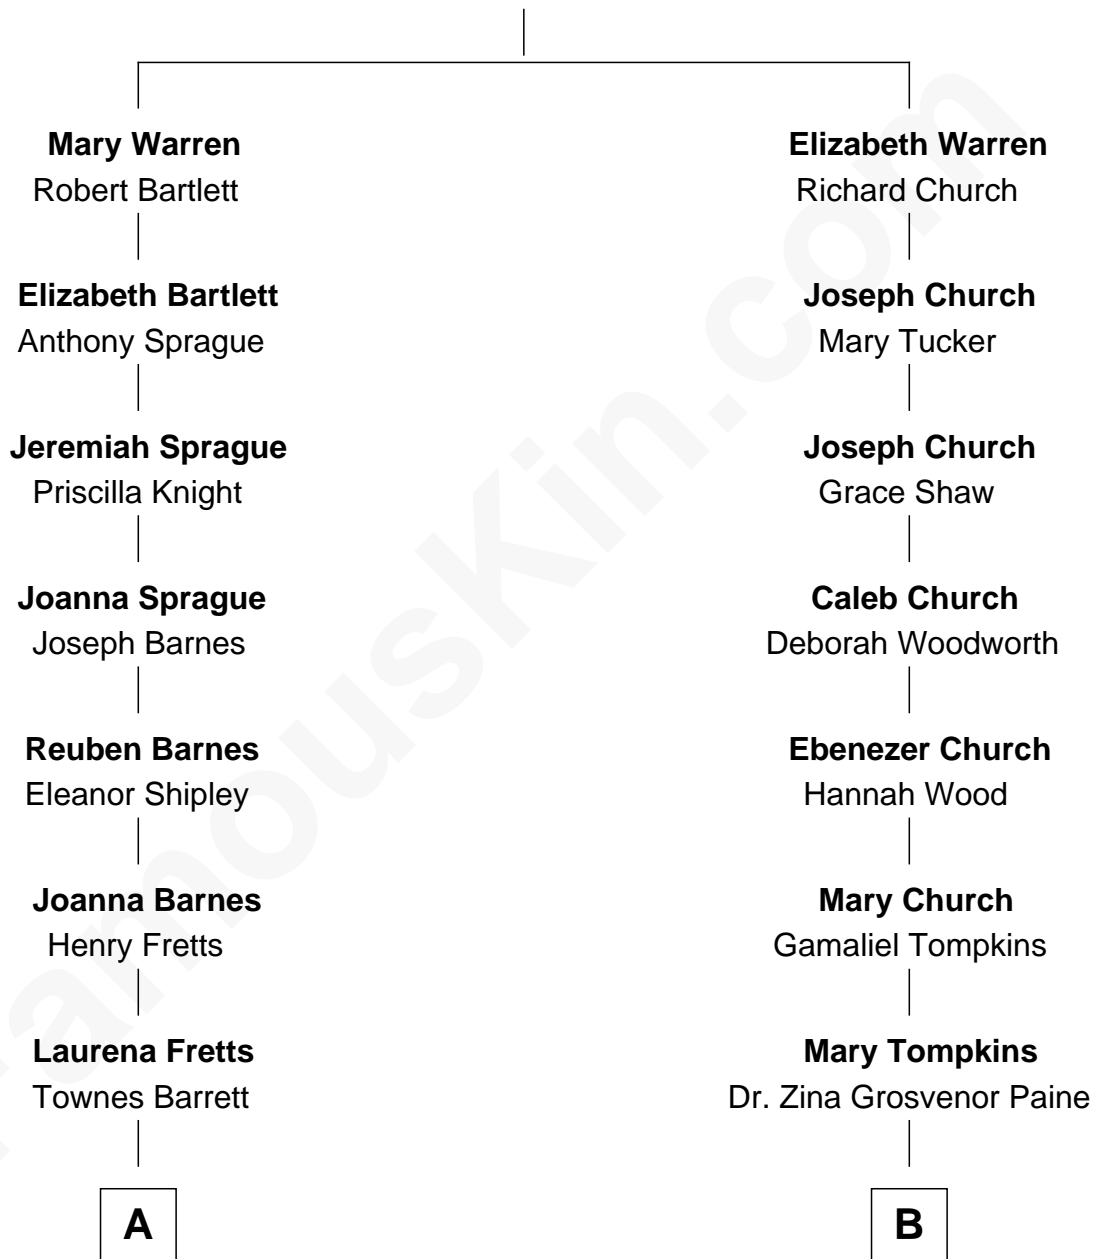 Mary Warren
Robert Bartlett
Elizabeth Warren
Richard Church
Elizabeth Bartlett
Anthony Sprague
Joseph Church
Mary Tucker
Jeremiah Sprague
Priscilla Knight
Joseph Church
Grace Shaw
Joanna Sprague
Joseph Barnes
Caleb Church
Deborah Woodworth
Reuben Barnes
Eleanor Shipley
Ebenezer Church
Hannah Wood
Joanna Barnes
Henry Fretts
Mary Church
Gamaliel Tompkins
Laurena Fretts
Townes Barrett
Mary Tompkins
Dr. Zina Grosvenor Paine
A
B
FamousKin.com